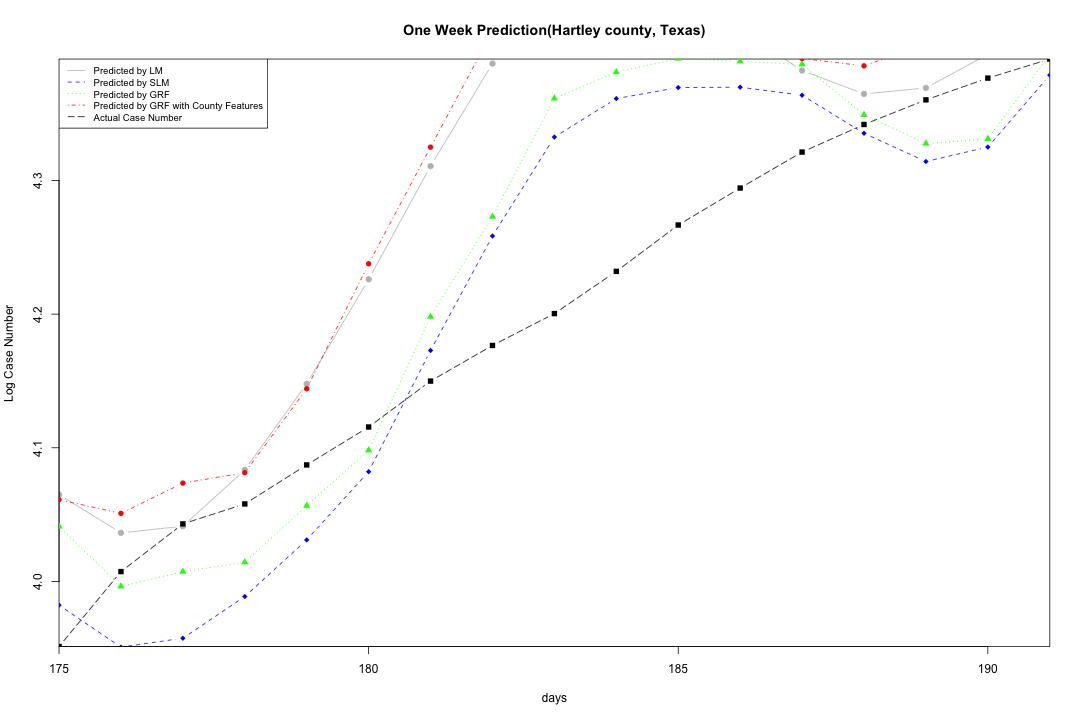 One Week Prediction(Hartley county, Texas)
Predicted by LM
Predicted by SLM
Predicted by GRF
Predicted by GRF with County Features
Actual Case Number
4.3
4.2
4.1
4.0
Log Case Number
175
180
185
190
days